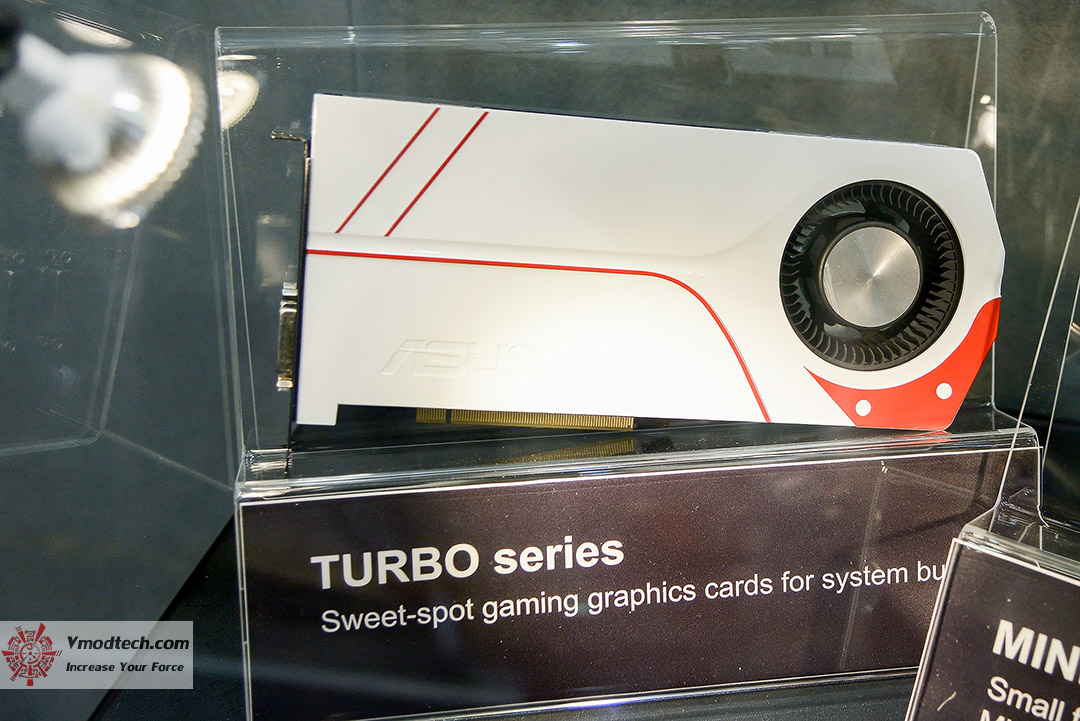 ASUS
TURBO series
Sweet-spot gaming graphics cards for system bu
MIN
Small
Vmodtech.com
Increase Your Force